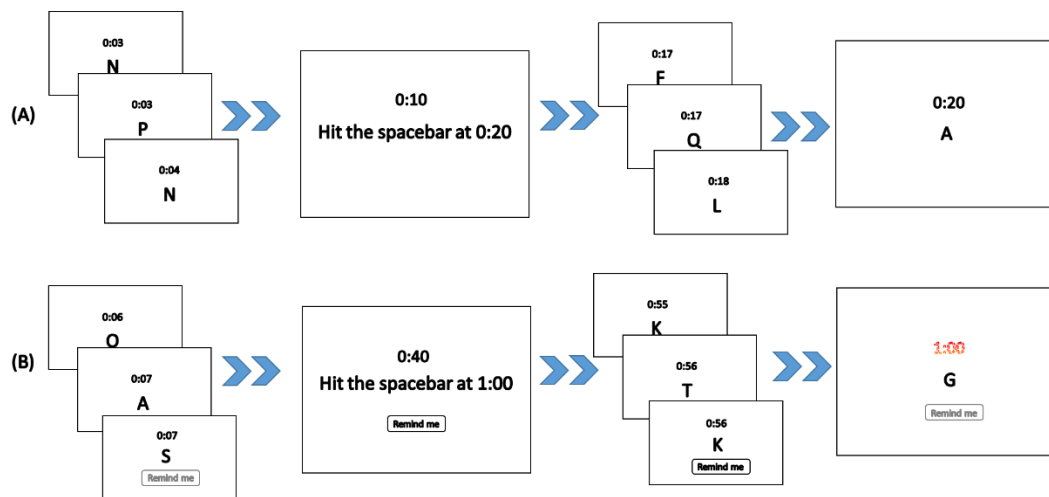 (A)
0:03
N
0:03
P
0:04
N
0:10
Hit the spacebar at 0:20
0:17
F
0:17
Q
0:18
L
0:20
A
(B)
0:06
0:07
A
0:07
S
Remind me
0:40
Hit the spacebar at 1:00
Remind me
0:55
K
0:56
T
0:56
K
Remind me
1:00
G
Remind me